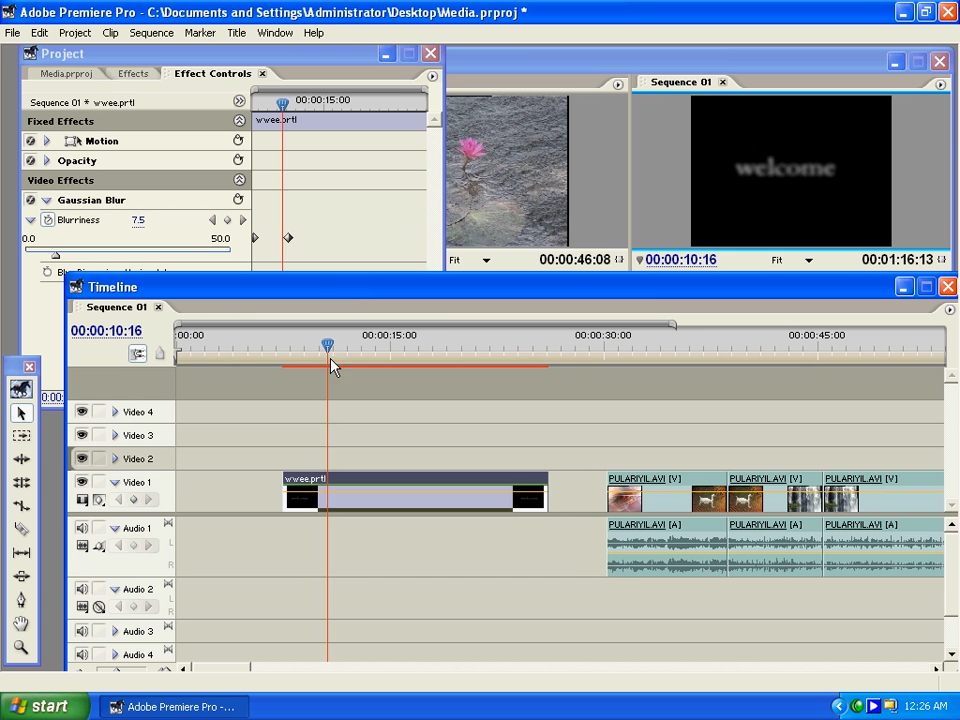 Adobe Premiere Pro - C:\Documents and Settings\Administrator\Desktop\Media.prproj *
File Edit Project Clip Sequence Marker Title Window Help
Project
Media.prproj Effects Effect Controls
Sequence 01 * wwee.prtl
00:00:15:00
wwee.prtl
Fixed Effects
Motion
Opacity
Video Effects
Gaussian Blur
Blurriness 7.5
0.0 50.0
Sequence 01
welcome
Fit 00:00:46:08
00:00:10:16 Fit 00:01:16:13
Timeline
Sequence 01
00:00:10:16
:00:00 00:00:15:00 00:00:30:00 00:00:45:00
Video 4
Video 3
Video 2
Video 1
wwee.prtl
PULARIYII.AVI [V] PULARIYII.AVI [V] PULARIYII.AVI [V]
Audio 1
PULARIYII.AVI [A] PULARIYII.AVI [A] PULARIYII.AVI [A]
L
R
Audio 2
L
R
Audio 3
Audio 4
start
Adobe Premiere Pro - ...
12:26 AM